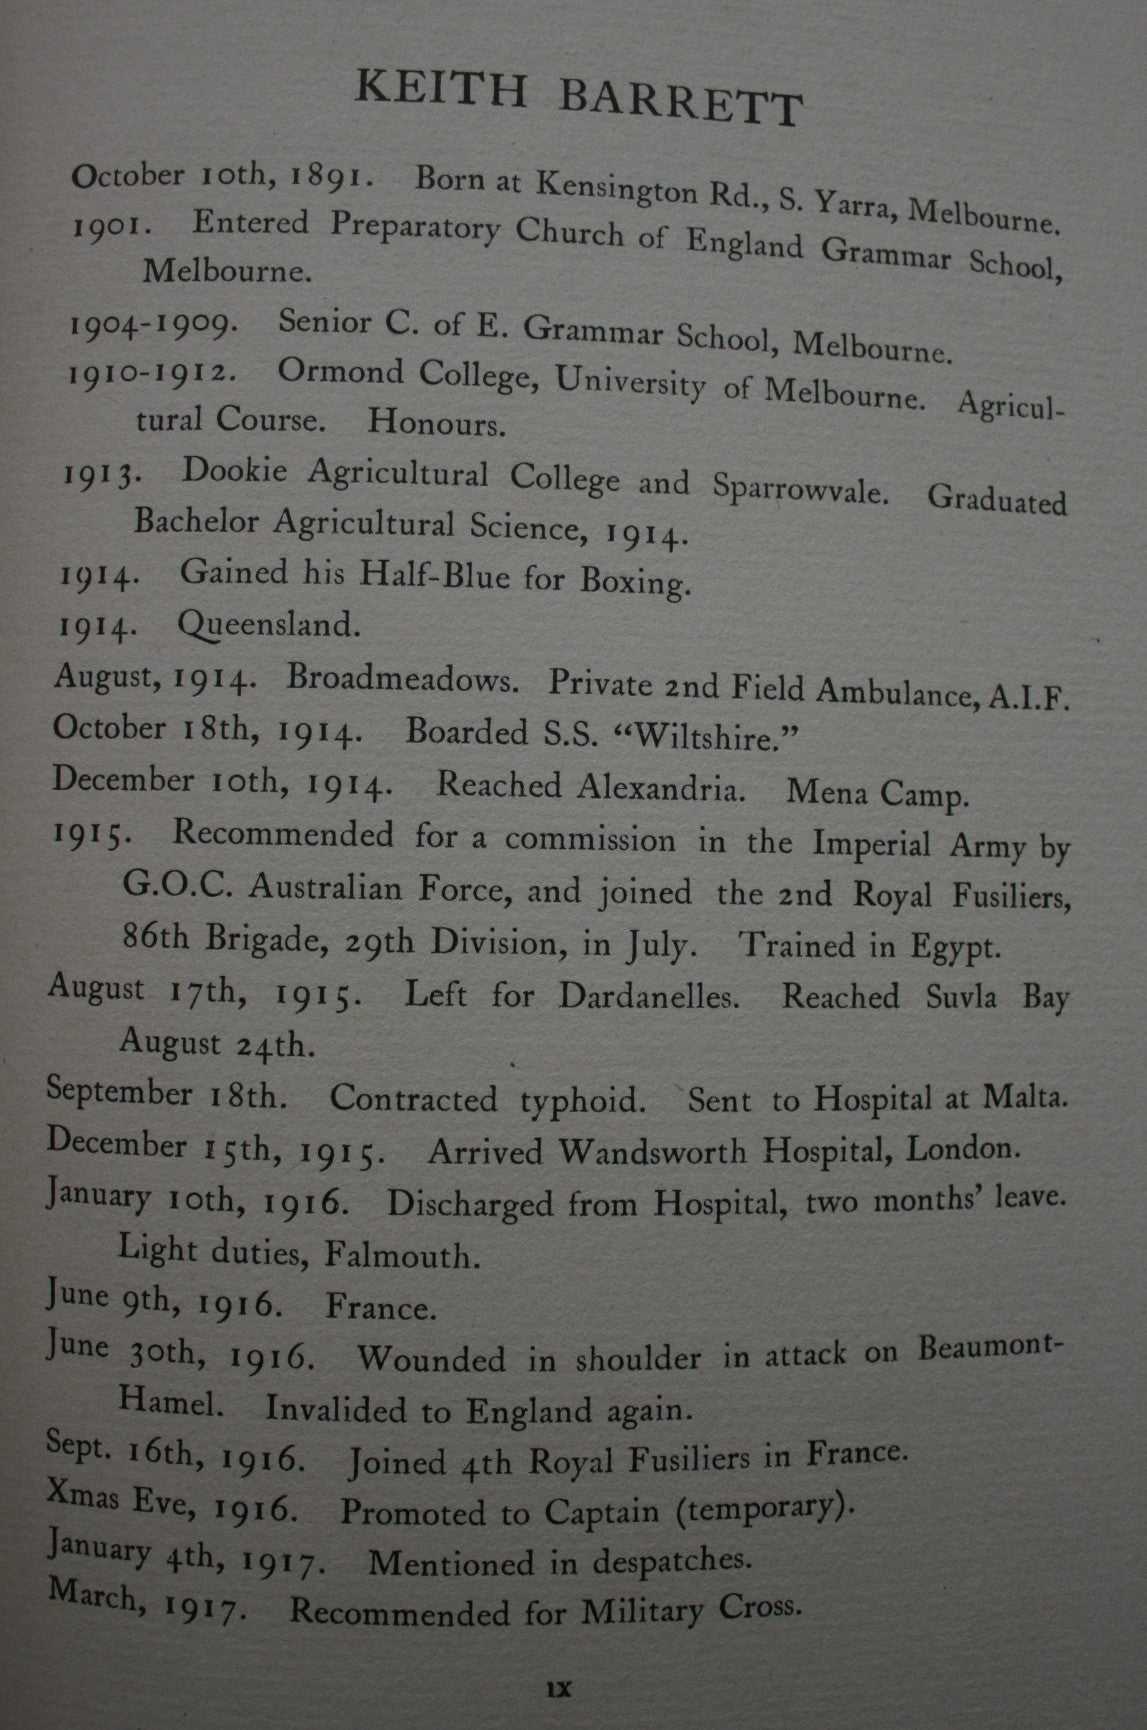 KEITH BARRETT
October 10th, 1891. Born at Kensington Rd., S. Yarra, Melbourne.
1901. Entered Preparatory Church of England Grammar School,
Melbourne.
1904-1909. Senior C. of E. Grammar School, Melbourne.
1910-1912. Ormond College, University of Melbourne. Agricul-
tural Course. Honours.
1913. Dookie Agricultural College and Sparrowvale. Graduated
Bachelor Agricultural Science, 1914.
1914. Gained his Half-Blue for Boxing.
1914. Queensland.
August, 1914. Broadmeadows. Private 2nd Field Ambulance, A.I.F.
October 18th, 1914. Boarded S.S. “Wiltshire.”
December 10th, 1914. Reached Alexandria. Mena Camp.
1915. Recommended for a commission in the Imperial Army by
G.O.C. Australian Force, and joined the 2nd Royal Fusiliers,
86th Brigade, 29th Division, in July. Trained in Egypt.
August 17th, 1915. Left for Dardanelles. Reached Suvla Bay
August 24th.
September 18th. Contracted typhoid. Sent to Hospital at Malta.
December 15th, 1915. Arrived Wandsworth Hospital, London.
January 10th, 1916. Discharged from Hospital, two months’ leave.
Light duties, Falmouth.
June 9th, 1916. France.
June 30th, 1916. Wounded in shoulder in attack on Beaumont-
Hamel. Invalided to England again.
Sept. 16th, 1916. Joined 4th Royal Fusiliers in France.
Xmas Eve, 1916. Promoted to Captain (temporary).
January 4th, 1917. Mentioned in despatches.
March, 1917. Recommended for Military Cross.
IX